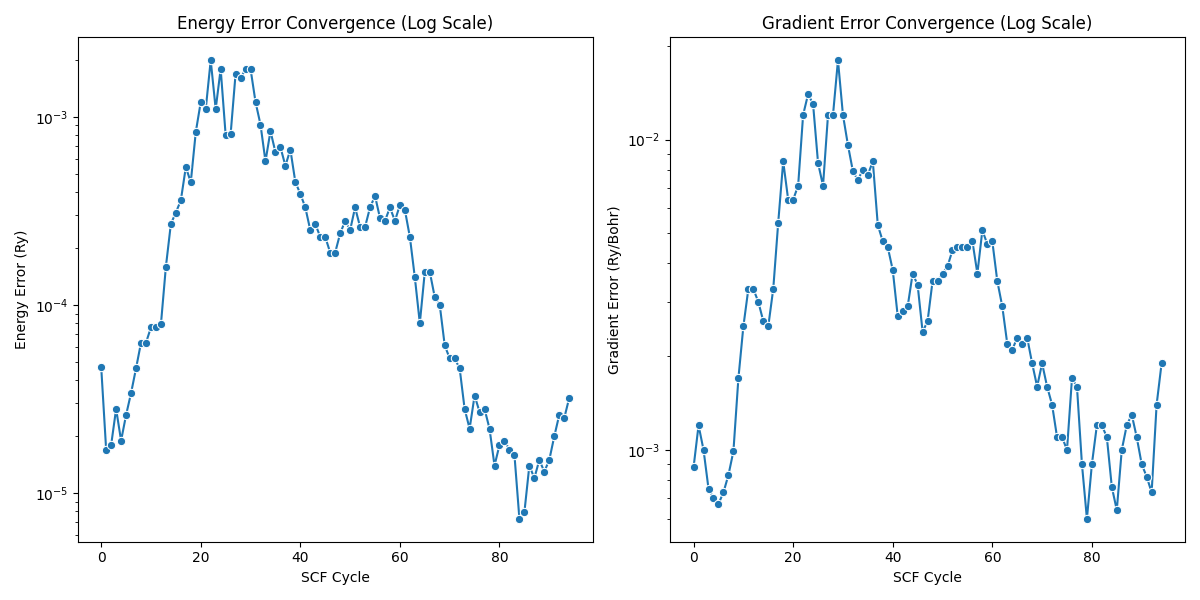 Energy Error Convergence (Log Scale)
Energy Error (Ry)
10⁻³
10⁻⁴
10⁻⁵
0 20 40 60 80
SCF Cycle
Gradient Error Convergence (Log Scale)
Gradient Error (Ry/Bohr)
10⁻²
10⁻³
0 20 40 60 80
SCF Cycle